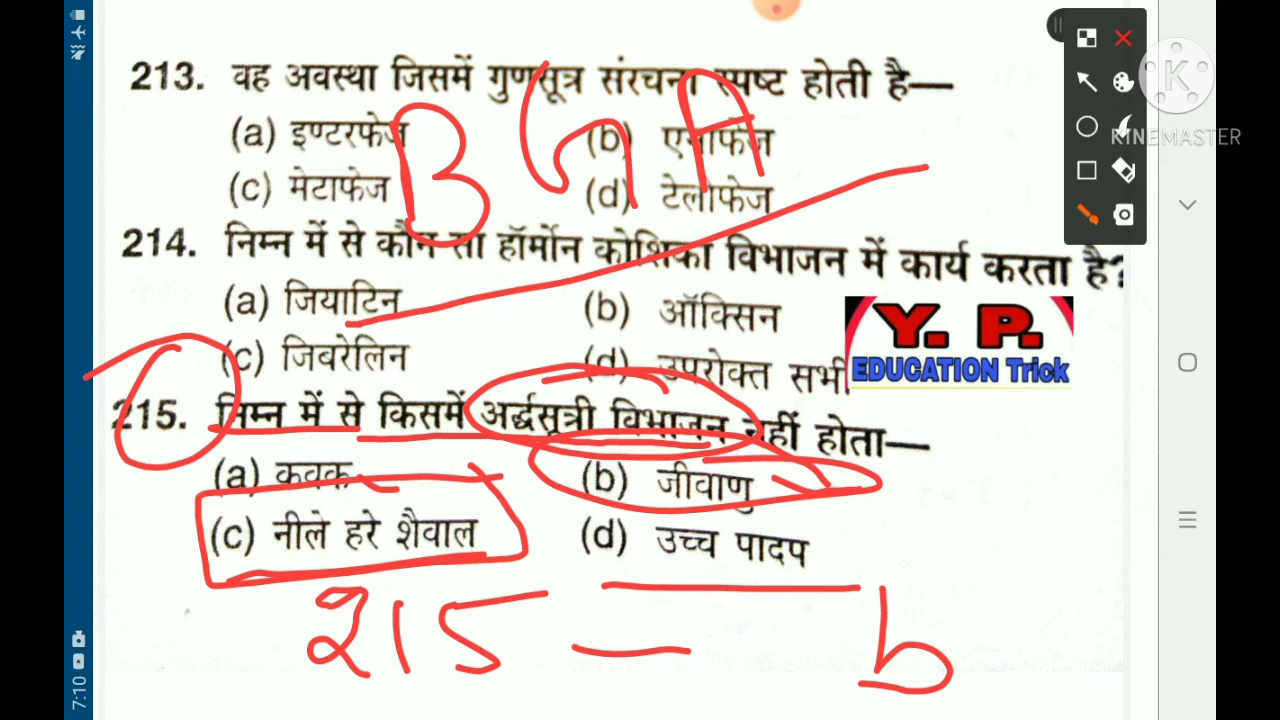 213. वह अवस्था जिसमें गुणसूत्र संरचना स्पष्ट होती है—
(a) इण्टरफेज (b) एनाफेज
(c) मेटाफेज (d) टेलोफेज
BGA
214. निम्न में से कौन सा हॉर्मोन कोशिका विभाजन में कार्य करता है?
(a) जियाटिन (b) ऑक्सिन
(c) जिबरेलिन (d) उपरोक्त सभी
215. निम्न में से किसमें अर्द्धसूत्री विभाजन नहीं होता—
(a) कवक (b) जीवाणु
(c) नीले हरे शैवाल (d) उच्च पादप
215 — b
Y. P.
EDUCATION Trick
K
KINEMASTER
7:10